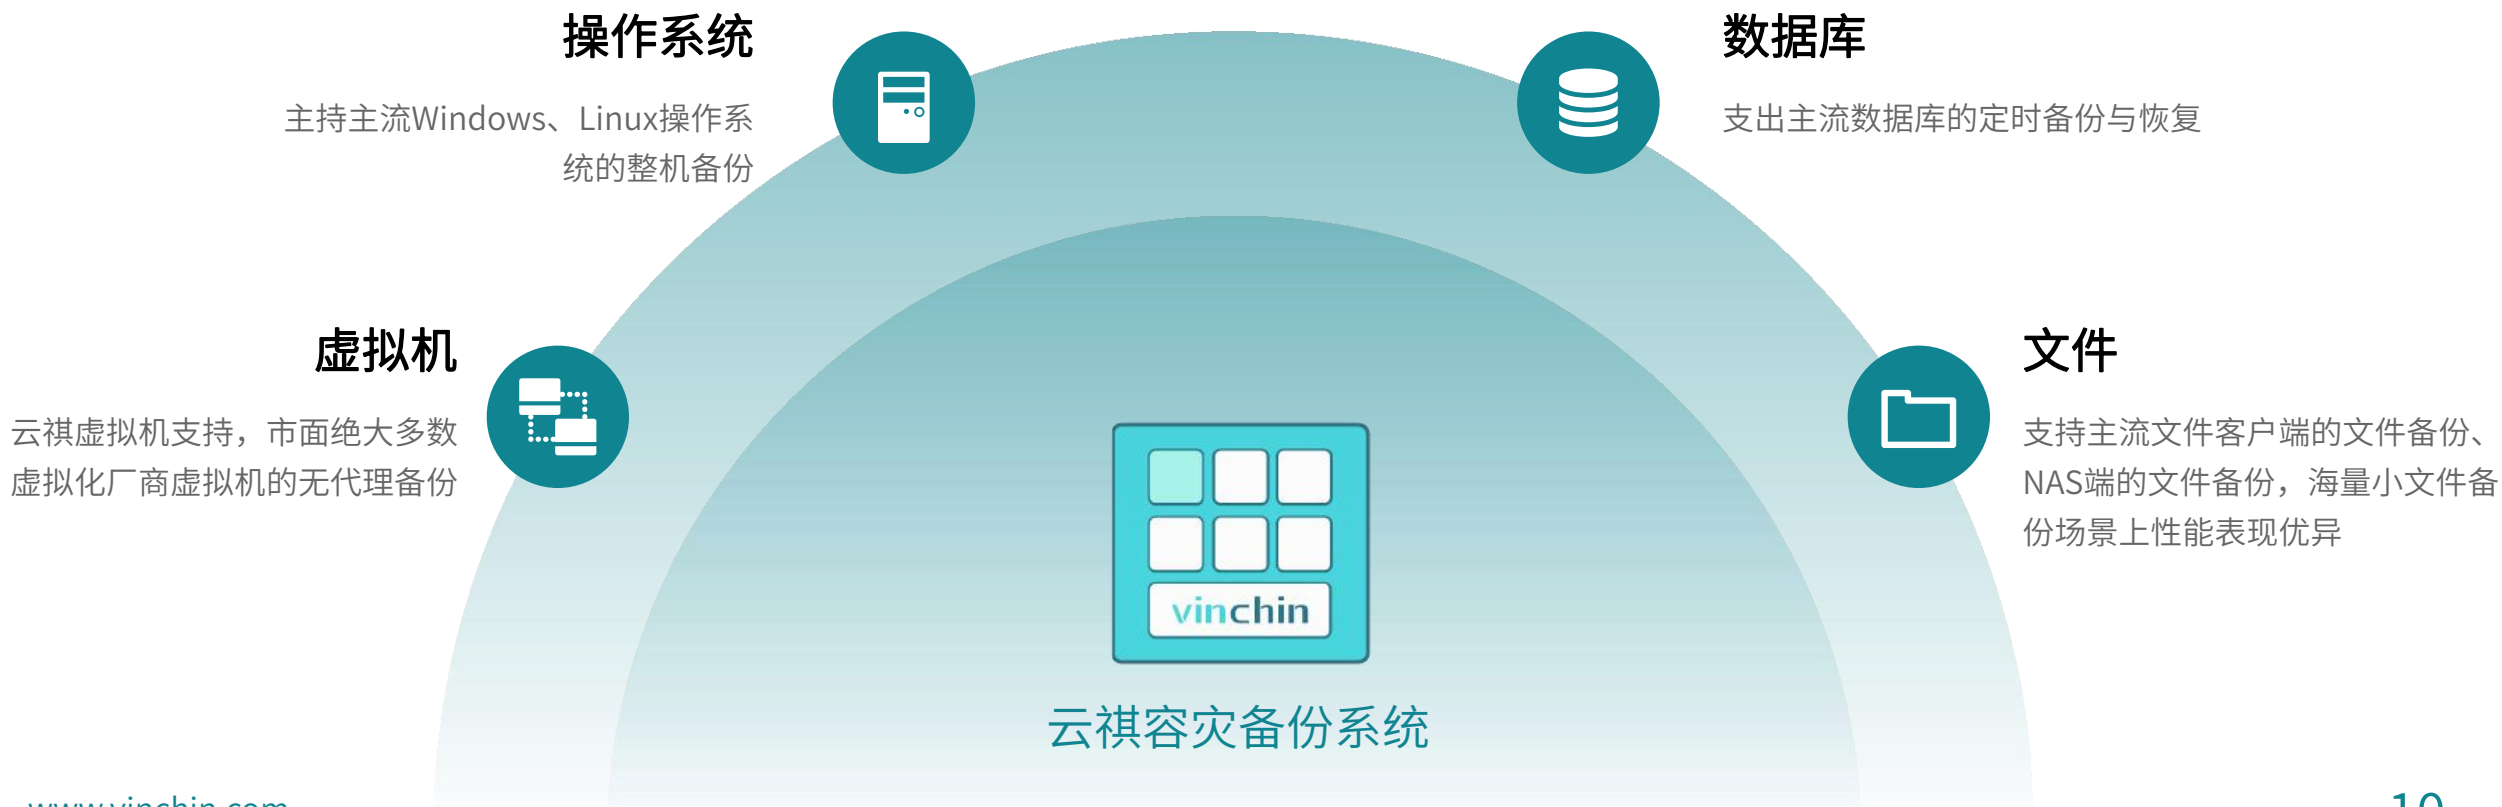 操作系统
主持主流Windows、Linux操作系
统的整机备份
数据库
支出主流数据库的定时备份与恢复
虚拟机
云祺虚拟机支持，市面绝大多数
虚拟化厂商虚拟机的无代理备份
文件
支持主流文件客户端的文件备份、
NAS端的文件备份，海量小文件备
份场景上性能表现优异
vinchin
云祺容灾备份系统
www.vinchin.com
10